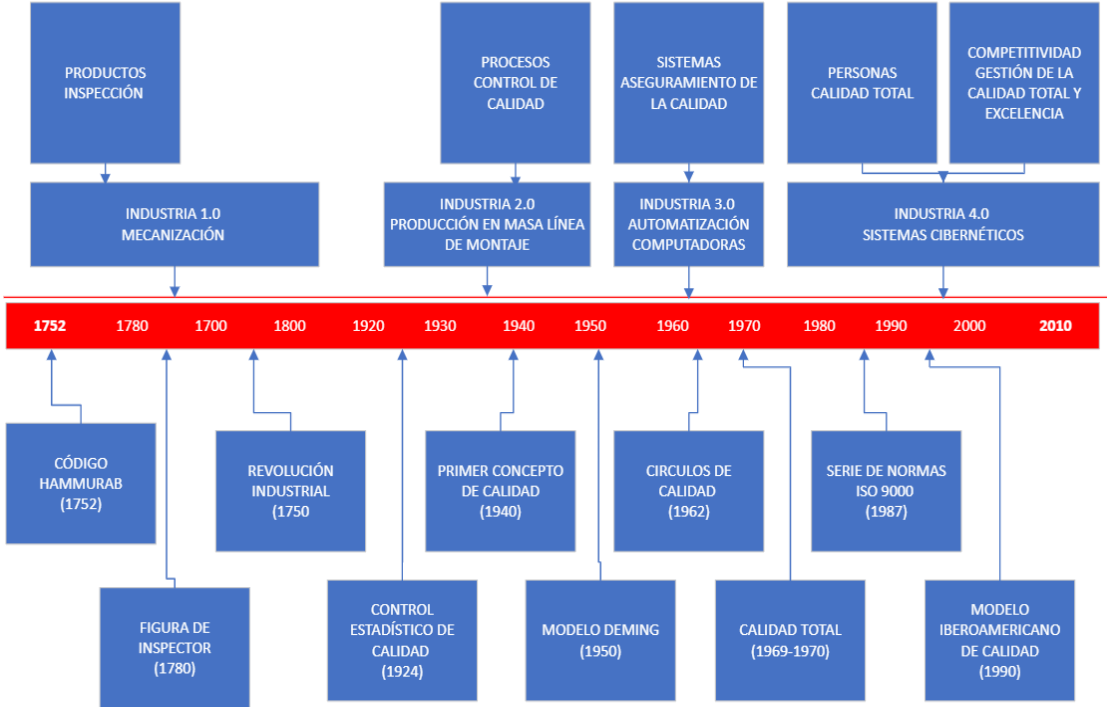 PRODUCTOS
INSPECCIÓN
PROCESOS
CONTROL DE
CALIDAD
SISTEMAS
ASEGURAMIENTO DE
LA CALIDAD
PERSONAS
CALIDAD TOTAL
COMPETITIVIDAD
GESTIÓN DE LA
CALIDAD TOTAL Y
EXCELENCIA
INDUSTRIA 1.0
MECANIZACIÓN
INDUSTRIA 2.0
PRODUCCIÓN EN MASA LÍNEA
DE MONTAJE
INDUSTRIA 3.0
AUTOMATIZACIÓN
COMPUTADORAS
INDUSTRIA 4.0
SISTEMAS CIBERNÉTICOS
1752 1780 1700 1800 1920 1930 1940 1950 1960 1970 1980 1990 2000 2010
CÓDIGO
HAMMURAB
(1752)
REVOLUCIÓN
INDUSTRIAL
(1750
PRIMER CONCEPTO
DE CALIDAD
(1940)
CIRCULOS DE
CALIDAD
(1962)
SERIE DE NORMAS
ISO 9000
(1987)
FIGURA DE
INSPECTOR
(1780)
CONTROL
ESTADÍSTICO DE
CALIDAD
(1924)
MODELO DEMING
(1950)
CALIDAD TOTAL
(1969-1970)
MODELO
IBEROAMERICANO
DE CALIDAD
(1990)